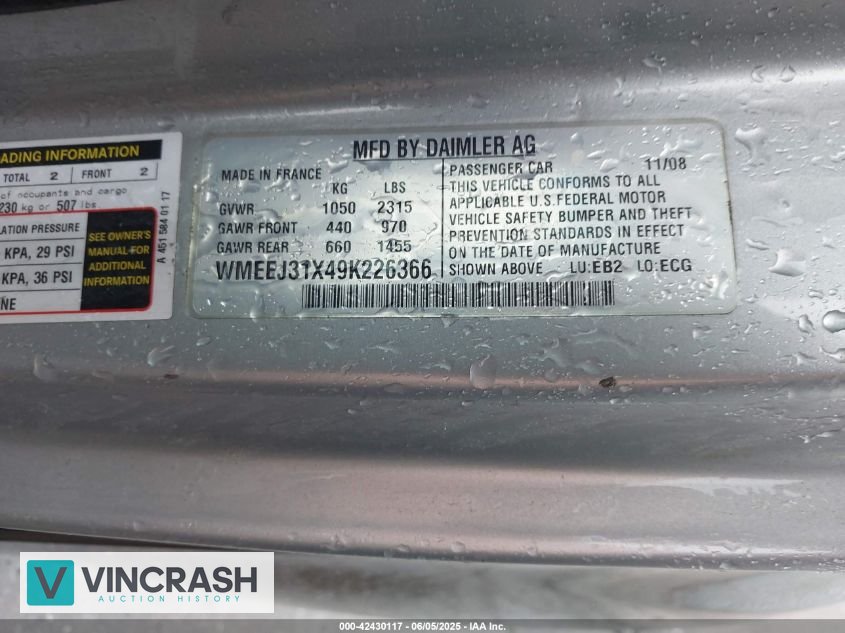 ADING INFORMATION
TOTAL 2 FRONT 2
of occupants and cargo
230 kg or 507 lbs.
LATION PRESSURE
KPA, 29 PSI
KPA, 36 PSI
NE
SEE OWNER'S
MANUAL FOR
ADDITIONAL
INFORMATION
A 451 584 01 17
MFD BY DAIMLER AG
MADE IN FRANCE
KG LBS
GVWR 1050 2315
GAWR FRONT 440 970
GAWR REAR 660 1455
WMEEJ31X49K226366
PASSENGER CAR 11/08
THIS VEHICLE CONFORMS TO ALL
APPLICABLE U.S.FEDERAL MOTOR
VEHICLE SAFETY BUMPER AND THEFT
PREVENTION STANDARDS IN EFFECT
ON THE DATE OF MANUFACTURE
SHOWN ABOVE LU:EB2 LO:ECG
VINCRASH
AUCTION HISTORY
000-42430117 - 06/05/2025 - IAA Inc.